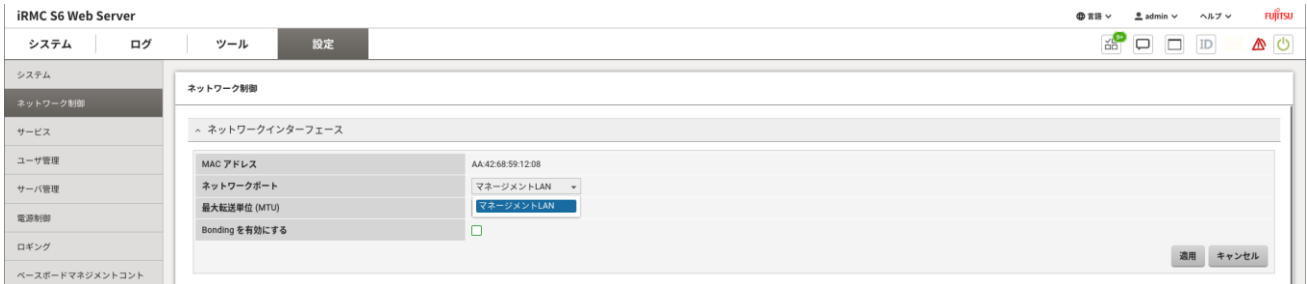 iRMC S6 Web Server
言語
admin
ヘルプ
FUJITSU
システム
ログ
ツール
設定
9+
ID
システム
ネットワーク制御
サービス
ユーザ管理
サーバ管理
電源制御
ロギング
ベースボードマネジメントコント
ネットワーク制御
ネットワークインターフェース
MAC アドレス AA:42:68:59:12:08
ネットワークポート マネージメントLAN
マネージメントLAN
最大転送単位 (MTU)
Bonding を有効にする
適用 キャンセル